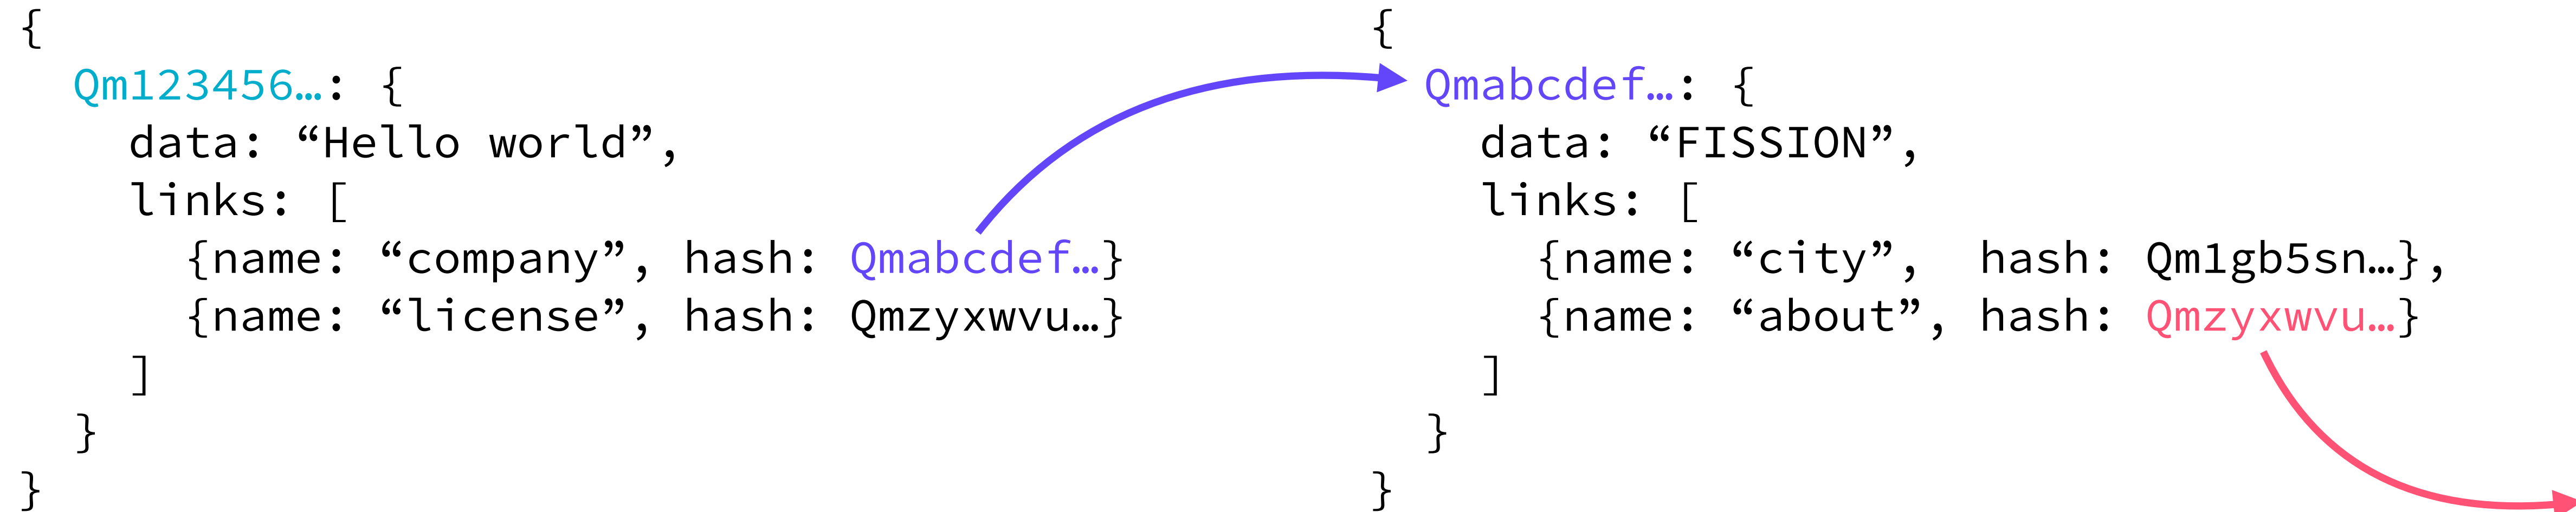 {
  Qm123456…: {
    data: “Hello world”,
    links: [
      {name: “company”, hash: Qmabcdef…}
      {name: “license”, hash: Qmzyxwvu…}
    ]
  }
}
{
  Qmabcdef…: {
    data: “FISSION”,
    links: [
      {name: “city”,  hash: Qm1gb5sn…},
      {name: “about”, hash: Qmzyxwvu…}
    ]
  }
}